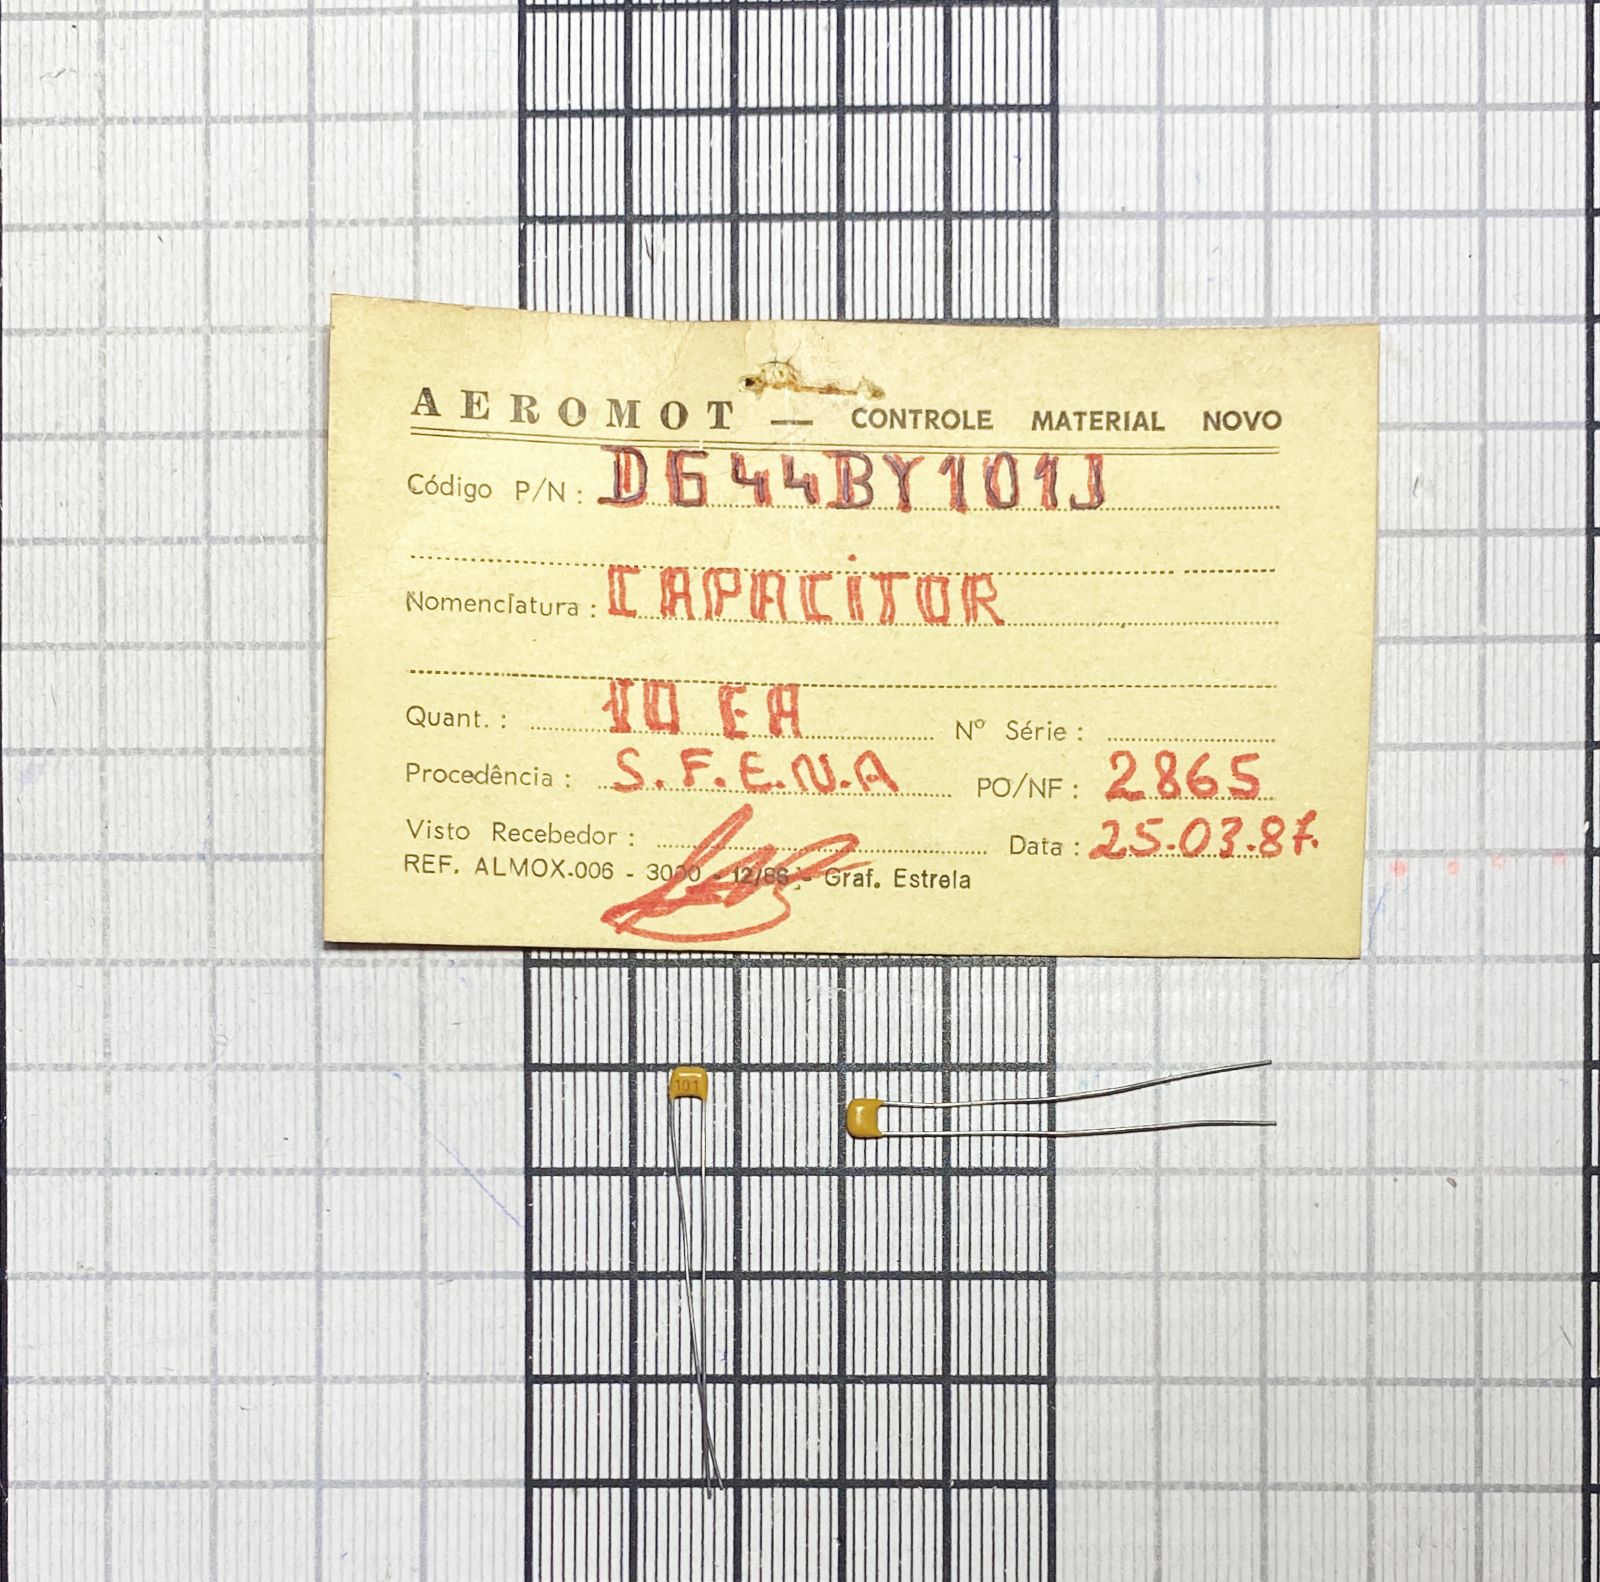 AEROMOT — CONTROLE MATERIAL NOVO
Código P/N: DG44BY101J
Nomenclatura: CAPACiTOR
Quant.: 10 EA Nº Série:
Procedência: S.F.E.N.A PO/NF: 2865
Visto Recebedor: Data: 25.03.87.
REF. ALMOX.006 - 3000 - 12/86 - Graf. Estrela
101